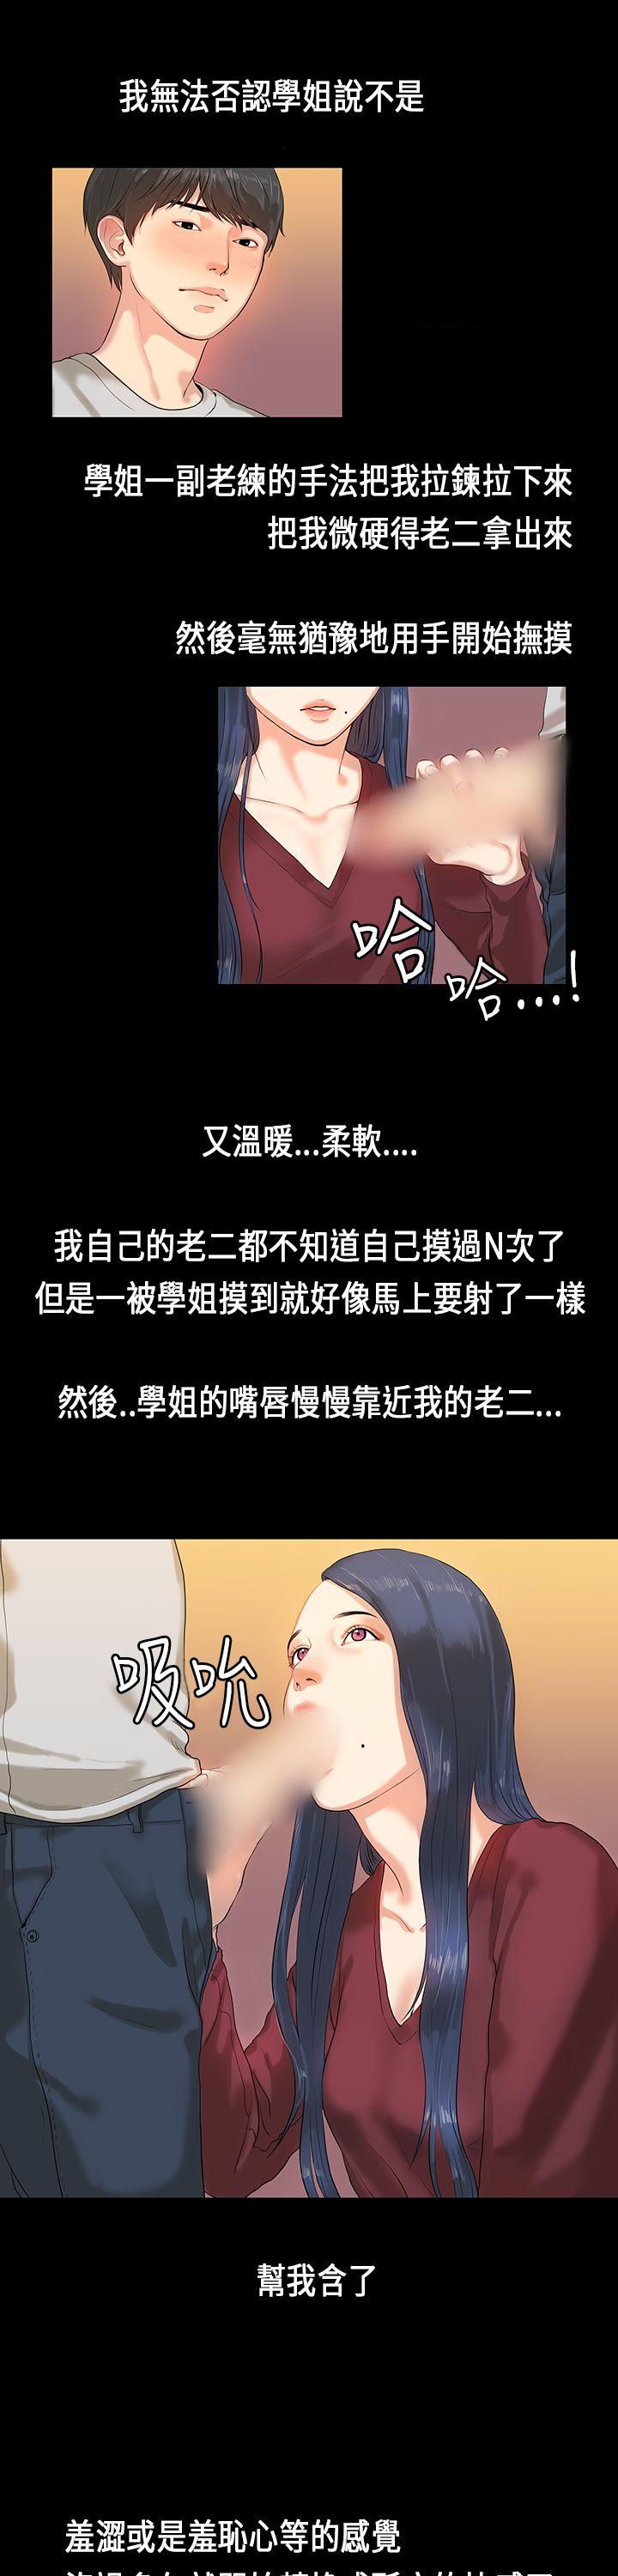 我無法否認學姐說不是
學姐一副老練的手法把我拉鍊拉下來
把我微硬得老二拿出來
然後毫無猶豫地用手開始撫摸
哈
哈...!
又溫暖...柔軟....
我自己的老二都不知道自己摸過N次了
但是一被學姐摸到就好像馬上要射了一樣
然後..學姐的嘴唇慢慢靠近我的老二...
吸吮
幫我含了
羞澀或是羞恥心等的感覺